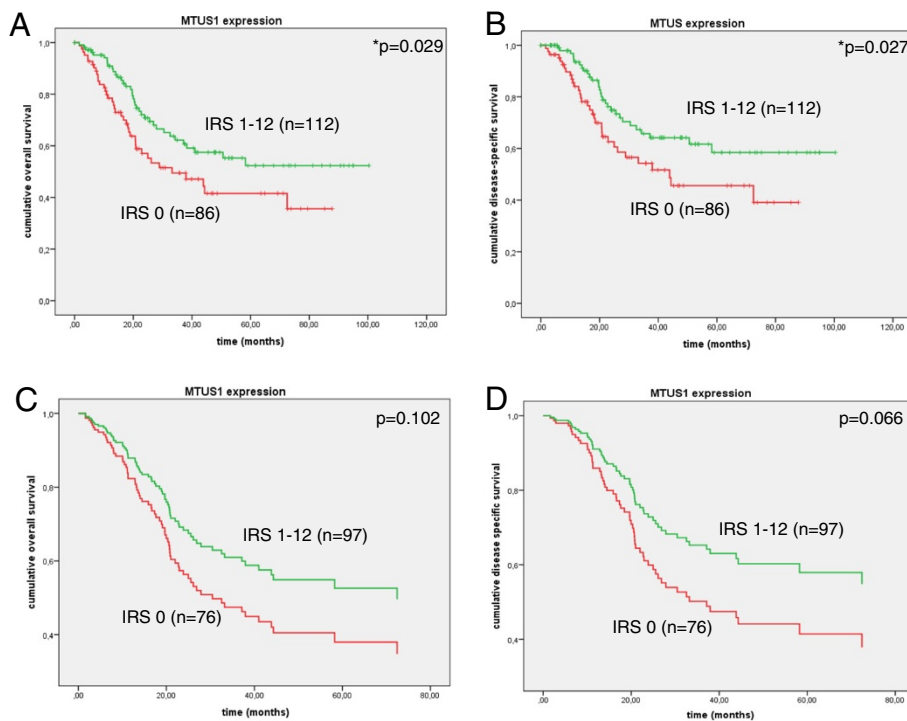 A
MTUS1 expression
*p=0.029
cumulative overall survival
1,0
0,8
0,6
0,4
0,2
0,0
IRS 1-12 (n=112)
IRS 0 (n=86)
,00 20,00 40,00 60,00 80,00 100,00 120,00
time (months)
B
MTUS expression
*p=0.027
cumulative disease-specific survival
1,0
0,8
0,6
0,4
0,2
0,0
IRS 1-12 (n=112)
IRS 0 (n=86)
,00 20,00 40,00 60,00 80,00 100,00 120,00
time (months)
C
MTUS1 expression
p=0.102
cumulative overall survival
1,0
0,8
0,6
0,4
IRS 1-12 (n=97)
IRS 0 (n=76)
,00 20,00 40,00 60,00 80,00
time (months)
D
MTUS1 expression
p=0.066
cumulative disease specific survival
1,0
0,8
0,6
0,4
IRS 1-12 (n=97)
IRS 0 (n=76)
,00 20,00 40,00 60,00 80,00
time (months)